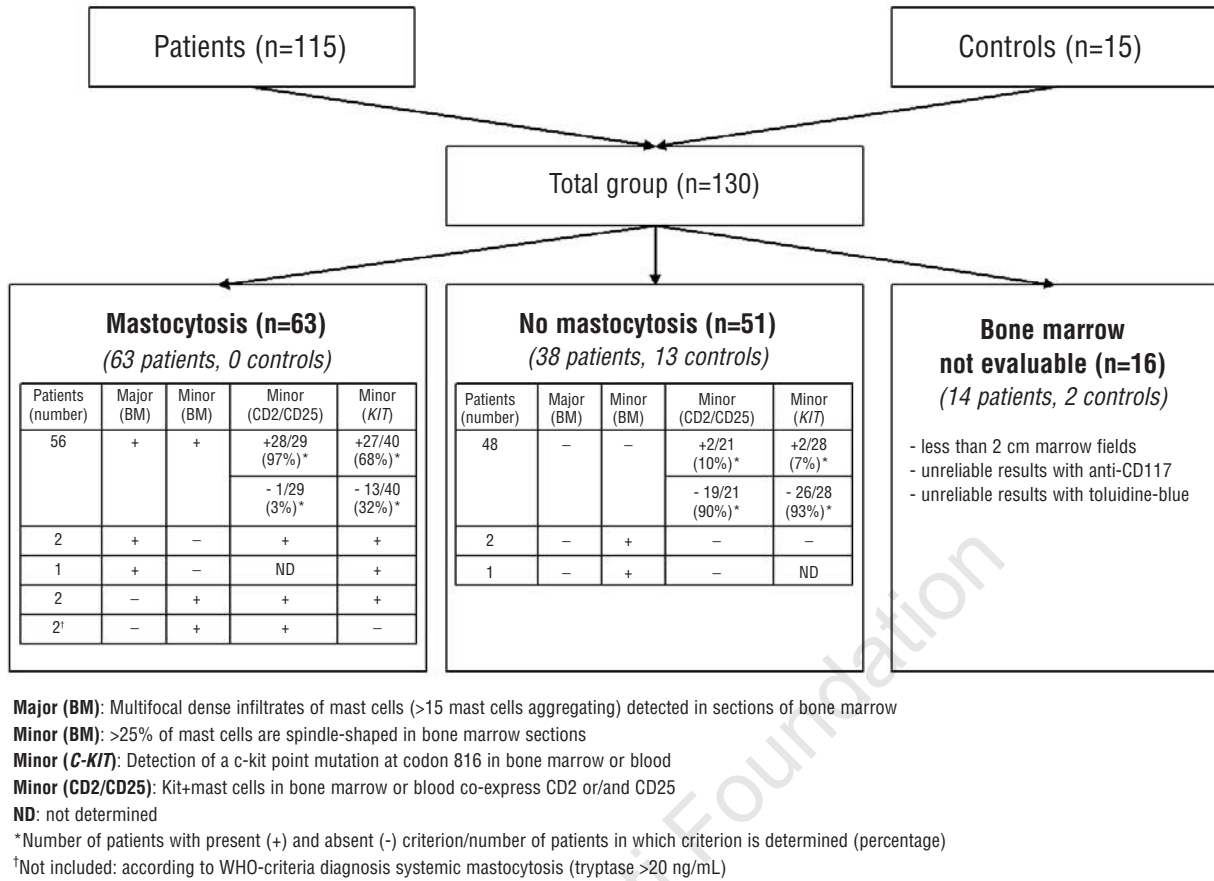 Patients (n=115)
Controls (n=15)
Total group (n=130)
Mastocytosis (n=63)
(63 patients, 0 controls)
Patients (number) Major (BM) Minor (BM) Minor (CD2/CD25) Minor (KIT)
56 + + +28/29 (97%)* +27/40 (68%)*
- 1/29 (3%)* - 13/40 (32%)*
2 + – + +
1 + – ND +
2 – + + +
2† – + + –
No mastocytosis (n=51)
(38 patients, 13 controls)
Patients (number) Major (BM) Minor (BM) Minor (CD2/CD25) Minor (KIT)
48 – – +2/21 (10%)* +2/28 (7%)*
- 19/21 (90%)* - 26/28 (93%)*
2 – + – –
1 – + – ND
Bone marrow
not evaluable (n=16)
(14 patients, 2 controls)
- less than 2 cm marrow fields
- unreliable results with anti-CD117
- unreliable results with toluidine-blue
Major (BM): Multifocal dense infiltrates of mast cells (>15 mast cells aggregating) detected in sections of bone marrow
Minor (BM): >25% of mast cells are spindle-shaped in bone marrow sections
Minor (C-KIT): Detection of a c-kit point mutation at codon 816 in bone marrow or blood
Minor (CD2/CD25): Kit+mast cells in bone marrow or blood co-express CD2 or/and CD25
ND: not determined
*Number of patients with present (+) and absent (-) criterion/number of patients in which criterion is determined (percentage)
†Not included: according to WHO-criteria diagnosis systemic mastocytosis (tryptase >20 ng/mL)
Foundation